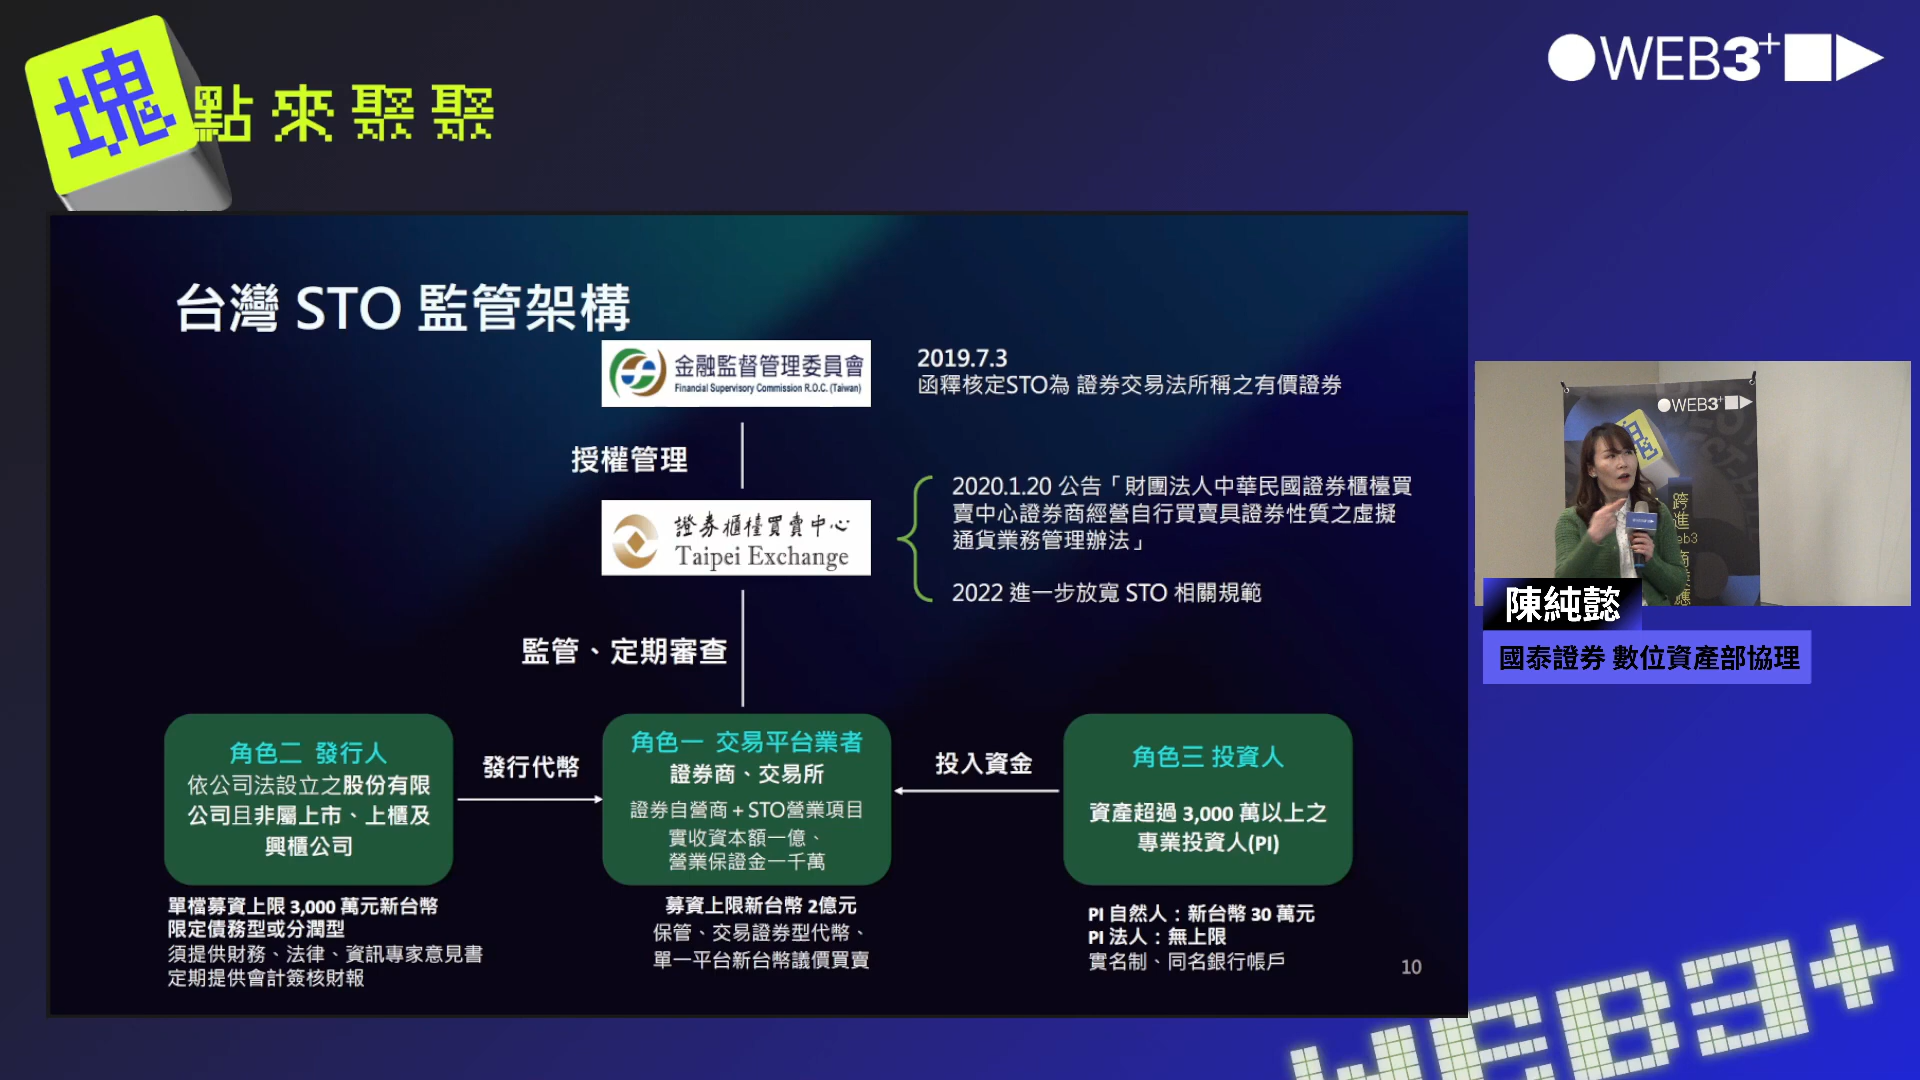 塊點來聚聚
WEB3+
台灣 STO 監管架構
金融監督管理委員會
Financial Supervisory Commission R.O.C. (Taiwan)
2019.7.3
函釋核定STO為 證券交易法所稱之有價證券
授權管理
證券櫃檯買賣中心
Taipei Exchange
2020.1.20 公告「財團法人中華民國證券櫃檯買
賣中心證券商經營自行買賣具證券性質之虛擬
通貨業務管理辦法」
2022 進一步放寬 STO 相關規範
監管、定期審查
角色二 發行人
依公司法設立之股份有限
公司且非屬上市、上櫃及
興櫃公司
發行代幣
角色一 交易平台業者
證券商、交易所
證券自營商＋STO營業項目
實收資本額一億、
營業保證金一千萬
投入資金
角色三 投資人
資產超過 3,000 萬以上之
專業投資人(PI)
單檔募資上限 3,000 萬元新台幣
限定債務型或分潤型
須提供財務、法律、資訊專家意見書
定期提供會計簽核財報
募資上限新台幣 2億元
保管、交易證券型代幣、
單一平台新台幣議價買賣
PI 自然人：新台幣 30 萬元
PI 法人：無上限
實名制、同名銀行帳戶
10
WEB3+
塊
跨
進
eb3
商
應
陳純懿
國泰證券 數位資產部協理
WEB3+